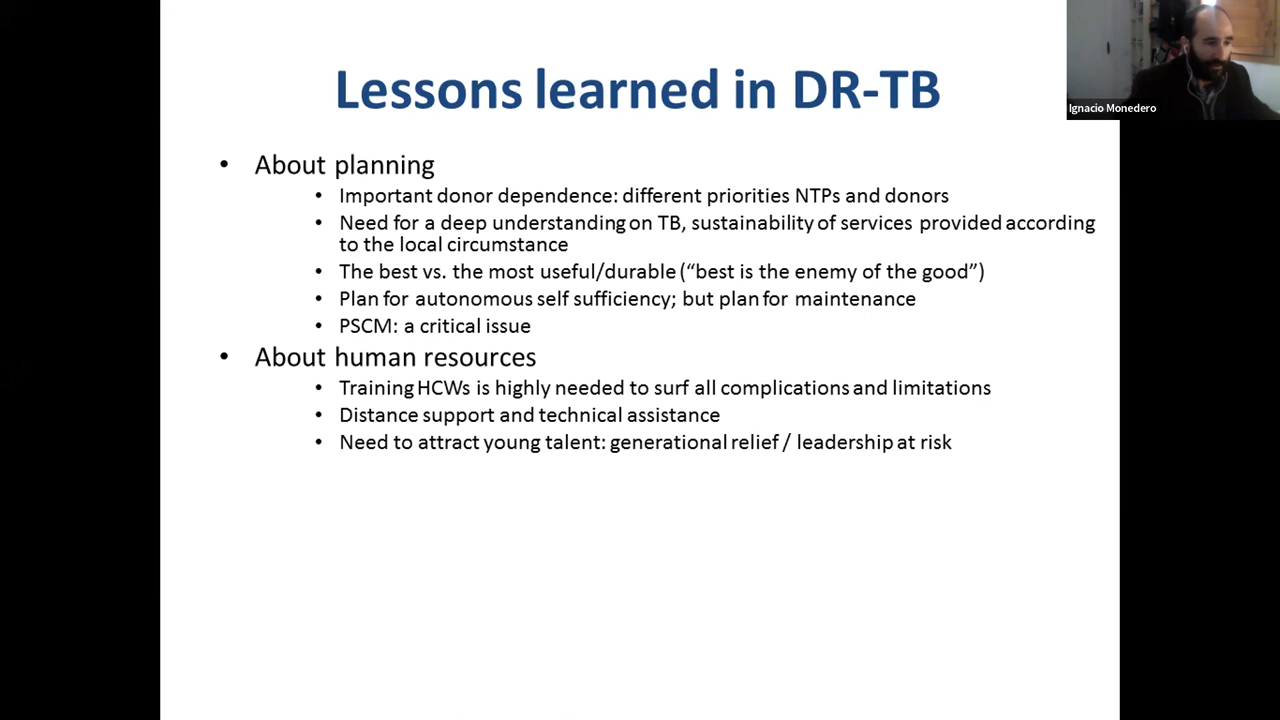 Lessons learned in DR-TB
Ignacio Monedero
• About planning
• Important donor dependence: different priorities NTPs and donors
• Need for a deep understanding on TB, sustainability of services provided according
to the local circumstance
• The best vs. the most useful/durable (“best is the enemy of the good”)
• Plan for autonomous self sufficiency; but plan for maintenance
• PSCM: a critical issue
• About human resources
• Training HCWs is highly needed to surf all complications and limitations
• Distance support and technical assistance
• Need to attract young talent: generational relief / leadership at risk